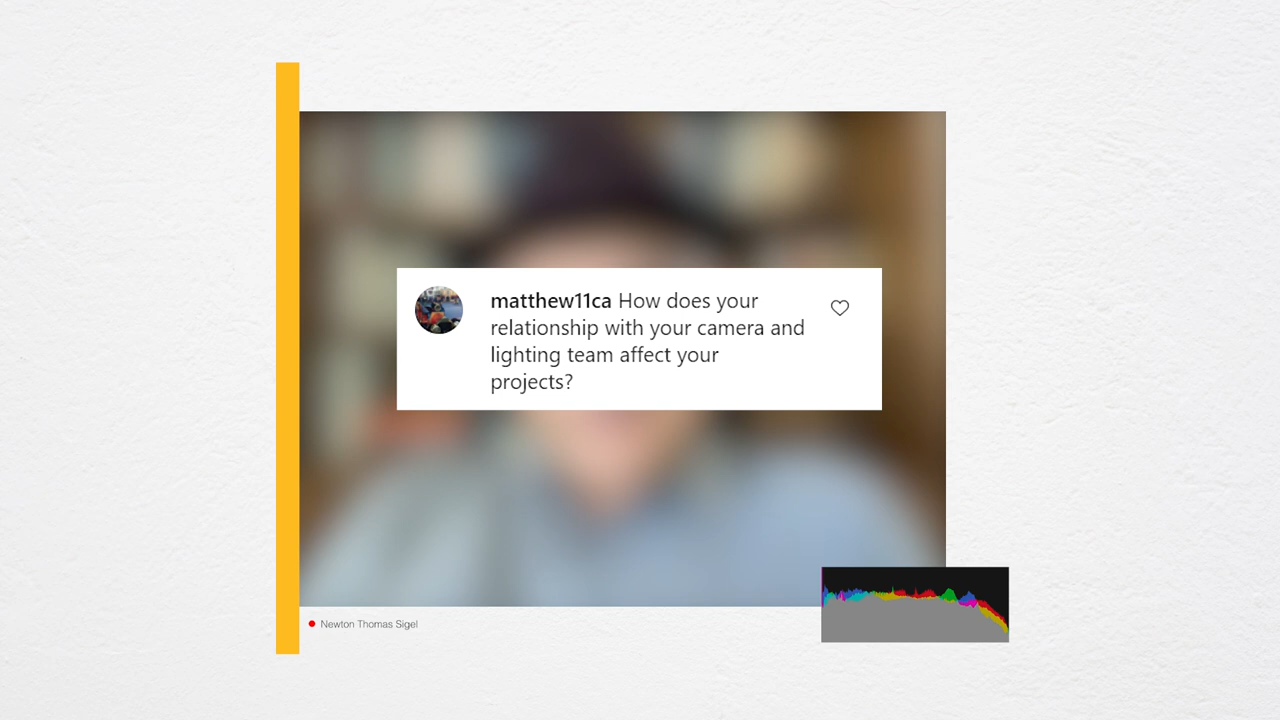 matthew11ca How does your
relationship with your camera and
lighting team affect your
projects?
Newton Thomas Sigel